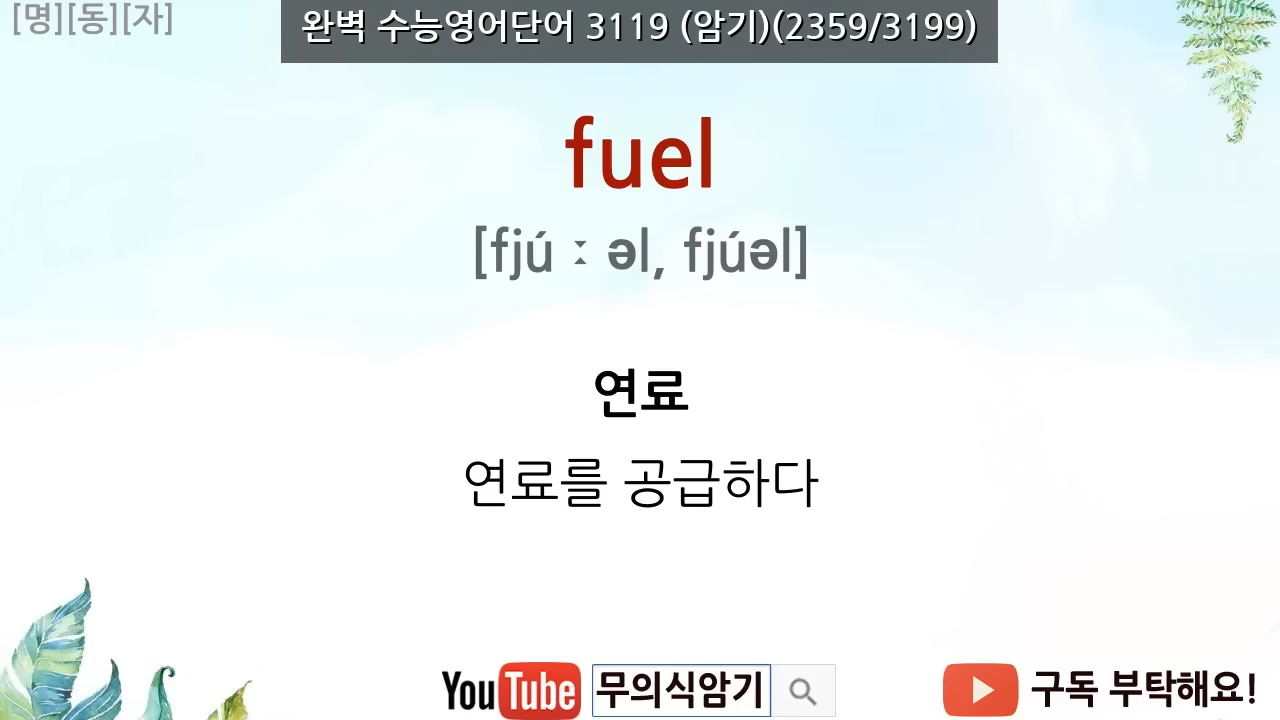 [명][동][자]
완벽 수능영어단어 3119 (암기)(2359/3199)
fuel
[fjúːəl, fjúəl]
연료
연료를 공급하다
YouTube 무의식암기
구독 부탁해요!